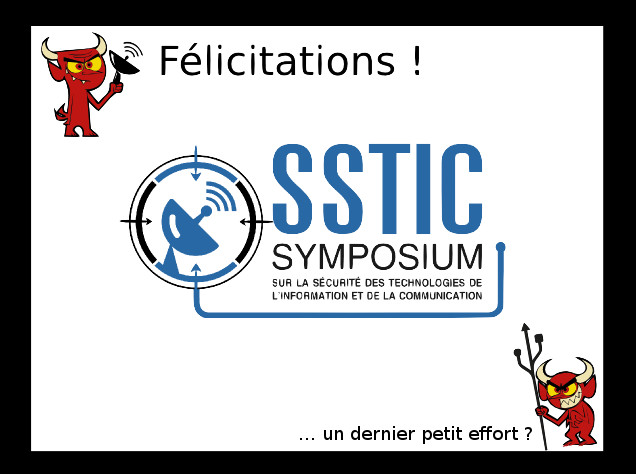 Félicitations !
SSTIC
SYMPOSIUM
SUR LA SÉCURITÉ DES TECHNOLOGIES DE
L'INFORMATION ET DE LA COMMUNICATION
... un dernier petit effort ?